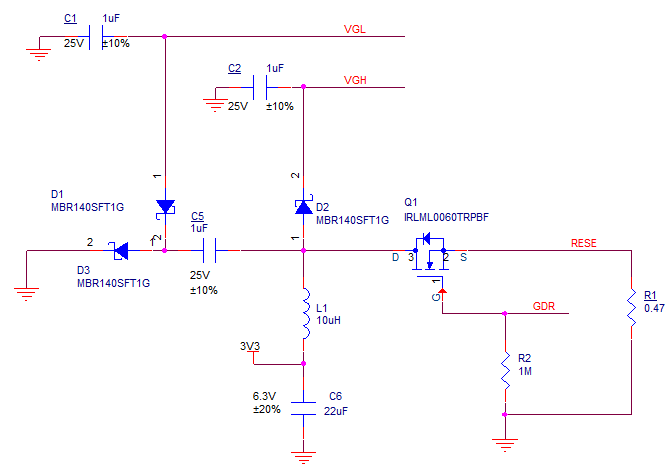 C1 1uF
25V ±10%
VGL
C2 1uF
25V ±10%
VGH
1
D1
MBR140SFT1G
2
2
D2
MBR140SFT1G
1
C5
1uF
25V
±10%
2 1
D3
MBR140SFT1G
Q1
IRLML0060TRPBF
D 3 2 S
G 1
RESE
GDR
R1
0.47
R2
1M
L1
10uH
3V3
6.3V
±20%
C6
22uF